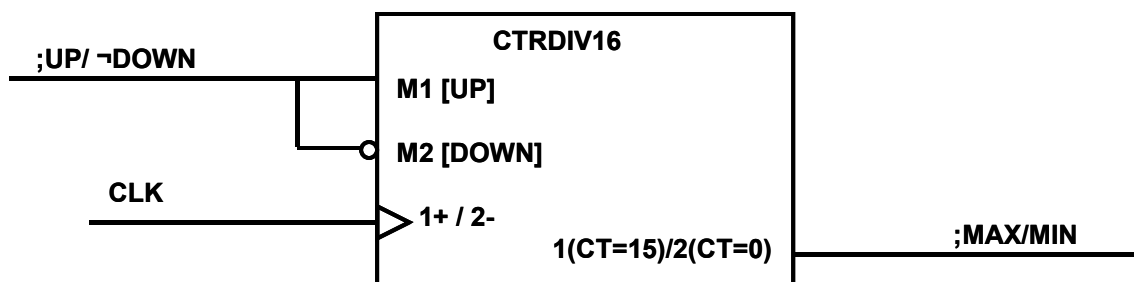 CTRDIV16
;UP/ ¬DOWN
M1 [UP]
M2 [DOWN]
CLK
1+ / 2-
1(CT=15)/2(CT=0)
;MAX/MIN